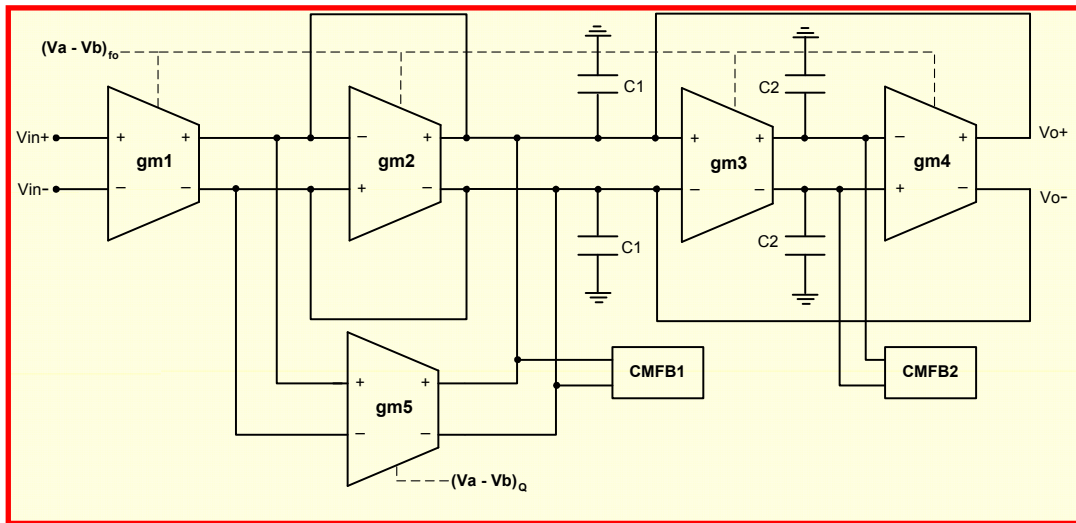 (Va - Vb)fo
C1
C2
Vin+
+ +
gm1
Vin−
− −
− +
gm2
+ −
+ +
gm3
− −
− +
gm4
+ −
Vo+
Vo−
C1
C2
+ +
gm5
− −
CMFB1
CMFB2
(Va - Vb)Q